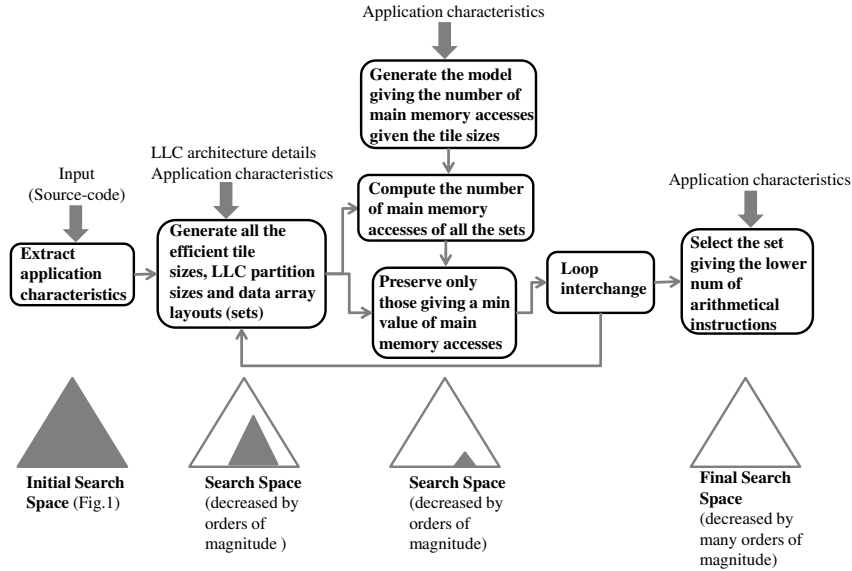 Application characteristics
Generate the model
giving the number of
main memory accesses
given the tile sizes
Input
(Source-code)
LLC architecture details
Application characteristics
Application characteristics
Extract
application
characteristics
Generate all the
efficient tile
sizes, LLC partition
sizes and data array
layouts (sets)
Compute the number
of main memory
accesses of all the sets
Preserve only
those giving a min
value of main
memory accesses
Loop
interchange
Select the set
giving the lower
num of
arithmetical
instructions
Initial Search
Space (Fig.1)
Search Space
(decreased by
orders of
magnitude )
Search Space
(decreased by
orders of
magnitude)
Final Search
Space
(decreased by
many orders of
magnitude)